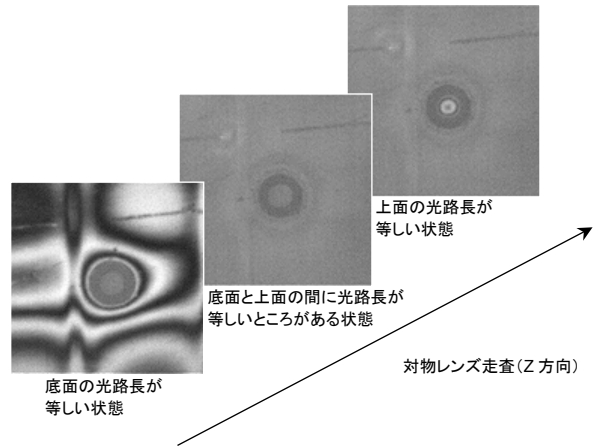 上面の光路長が
等しい状態
底面と上面の間に光路長が
等しいところがある状態
対物レンズ走査(Z 方向)
底面の光路長が
等しい状態